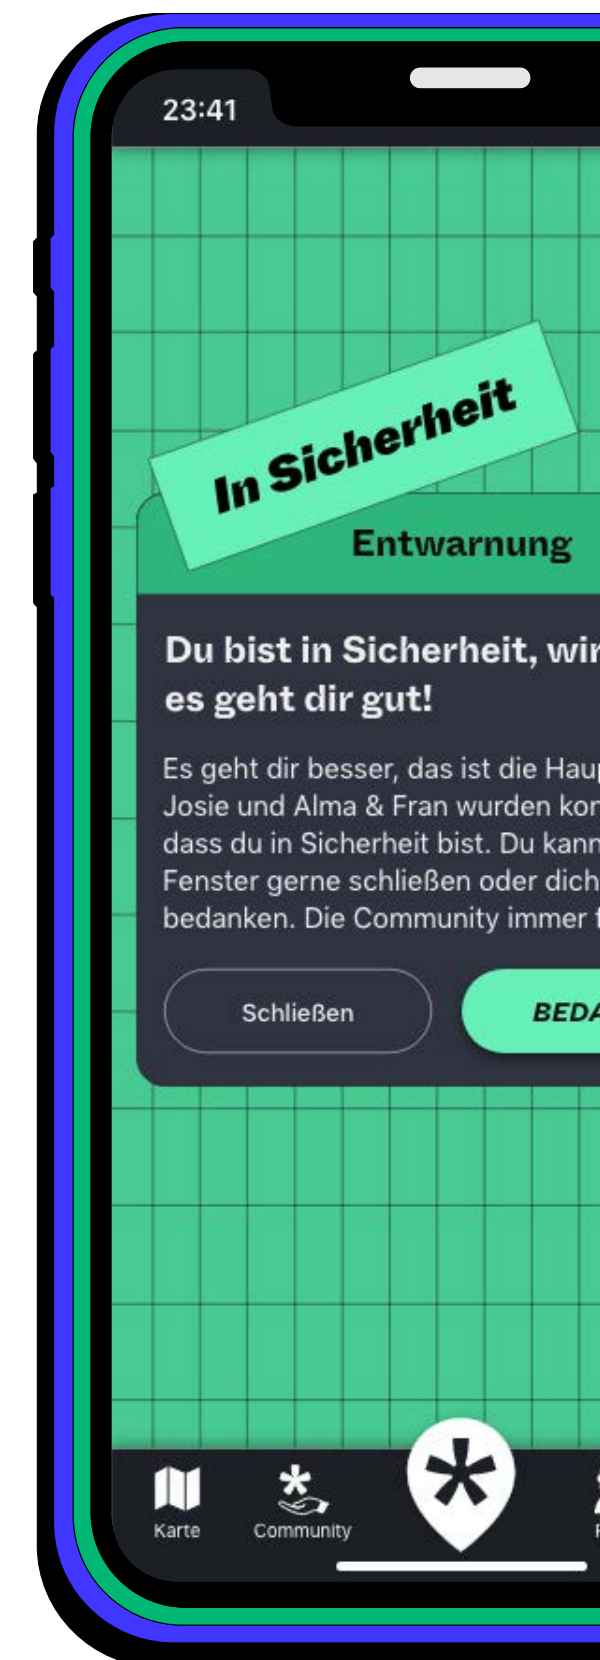 23:41
In Sicherheit
Entwarnung
Du bist in Sicherheit, wir
es geht dir gut!
Es geht dir besser, das ist die
Josie und Alma & Fran wurden
dass du in Sicherheit bist. Du
Fenster gerne schließen oder dich
bedanken. Die Community immer
Schließen
Karte
Community